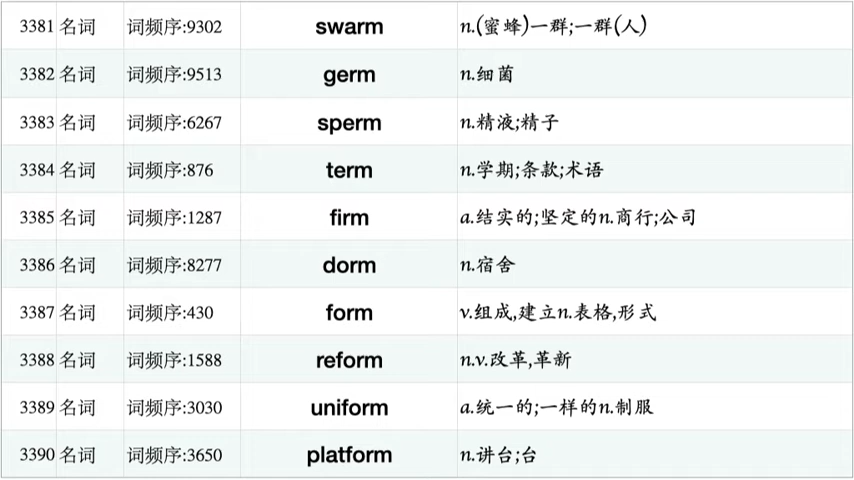 3381 名词 词频序:9302 swarm n.(蜜蜂)一群;一群(人)
3382 名词 词频序:9513 germ n.细菌
3383 名词 词频序:6267 sperm n.精液;精子
3384 名词 词频序:876 term n.学期;条款;术语
3385 名词 词频序:1287 firm a.结实的;坚定的n.商行;公司
3386 名词 词频序:8277 dorm n.宿舍
3387 名词 词频序:430 form v.组成,建立n.表格,形式
3388 名词 词频序:1588 reform n.v.改革,革新
3389 名词 词频序:3030 uniform a.统一的;一样的n.制服
3390 名词 词频序:3650 platform n.讲台;台